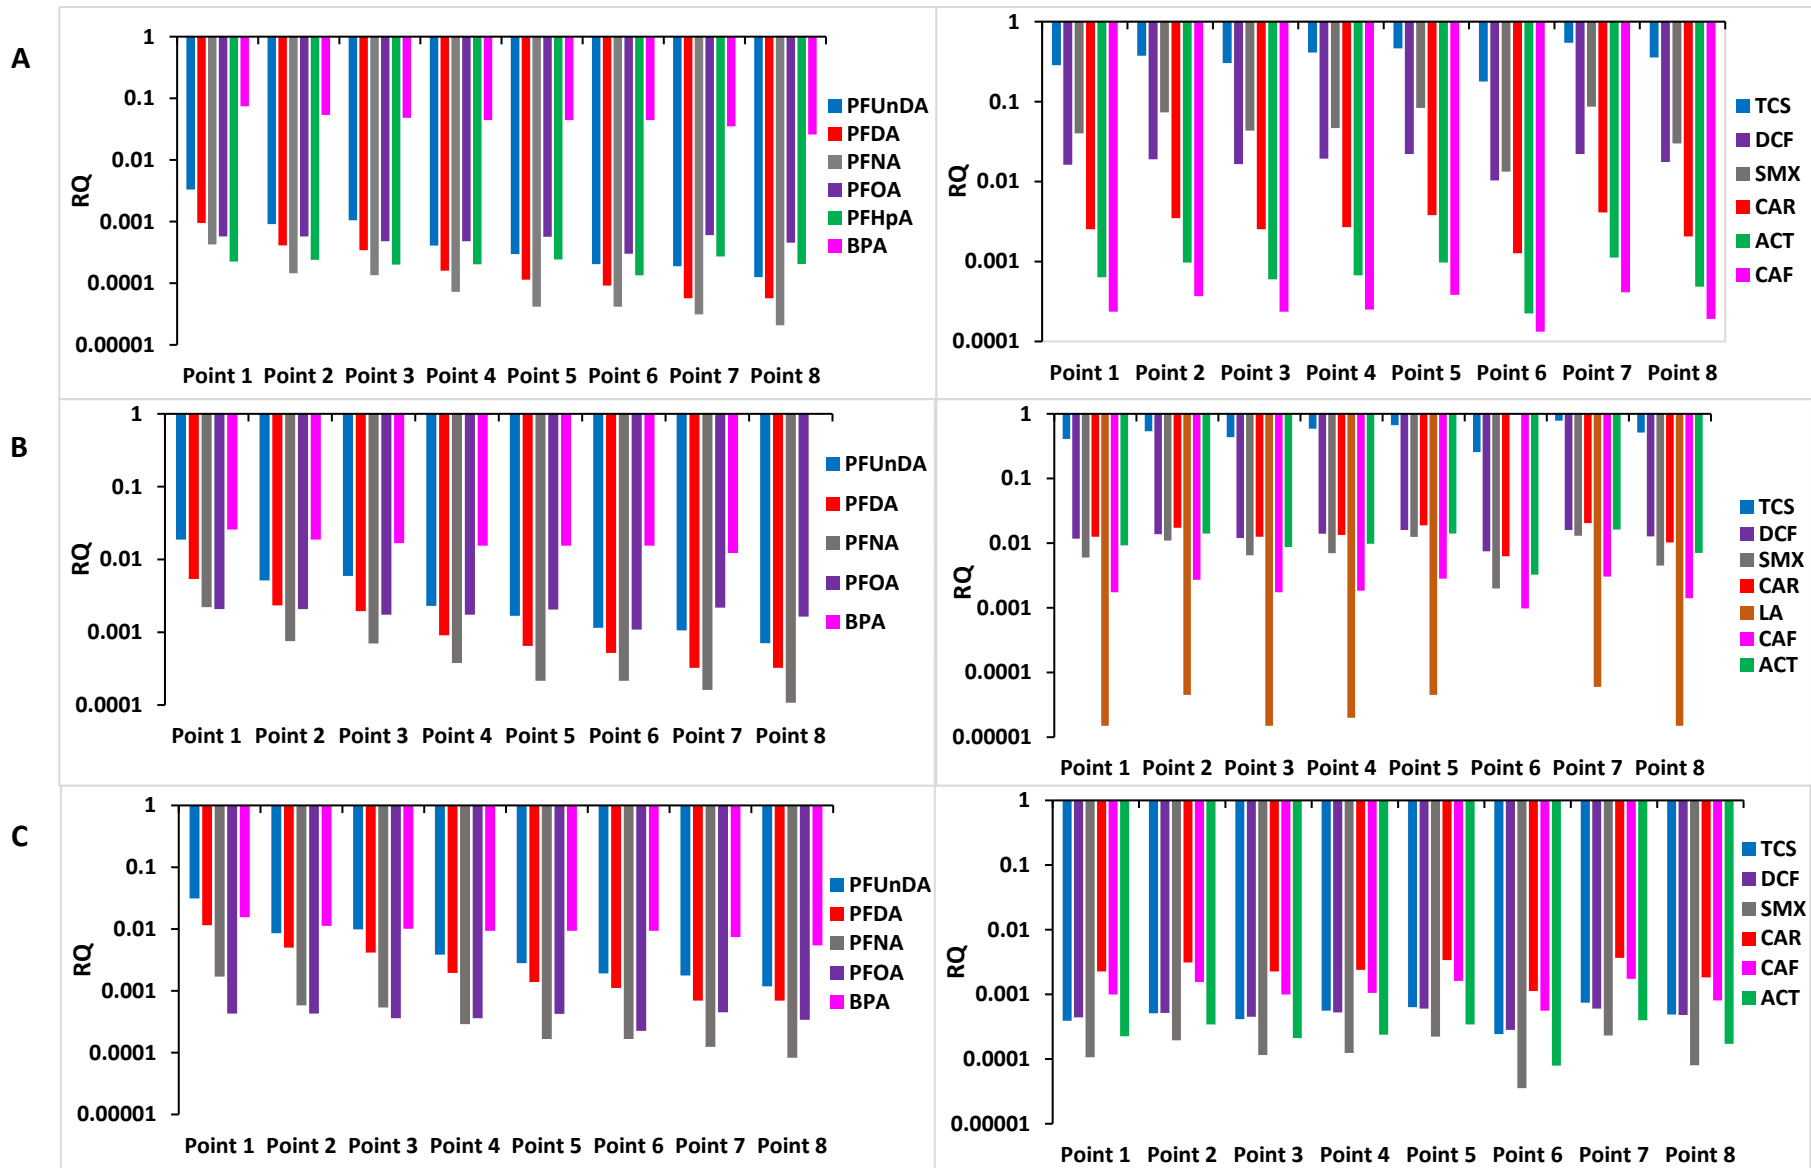 A
RQ
1
0.1
0.01
0.001
0.0001
0.00001
Point 1 Point 2 Point 3 Point 4 Point 5 Point 6 Point 7 Point 8
PFUnDA
PFDA
PFNA
PFOA
PFHpA
BPA
RQ
1
0.1
0.01
0.001
0.0001
Point 1 Point 2 Point 3 Point 4 Point 5 Point 6 Point 7 Point 8
TCS
DCF
SMX
CAR
ACT
CAF
B
RQ
1
0.1
0.01
0.001
0.0001
Point 1 Point 2 Point 3 Point 4 Point 5 Point 6 Point 7 Point 8
PFUnDA
PFDA
PFNA
PFOA
BPA
RQ
1
0.1
0.01
0.001
0.0001
0.00001
Point 1 Point 2 Point 3 Point 4 Point 5 Point 6 Point 7 Point 8
TCS
DCF
SMX
CAR
LA
CAF
ACT
C
RQ
1
0.1
0.01
0.001
0.0001
0.00001
Point 1 Point 2 Point 3 Point 4 Point 5 Point 6 Point 7 Point 8
PFUnDA
PFDA
PFNA
PFOA
BPA
RQ
1
0.1
0.01
0.001
0.0001
0.00001
Point 1 Point 2 Point 3 Point 4 Point 5 Point 6 Point 7 Point 8
TCS
DCF
SMX
CAR
CAF
ACT